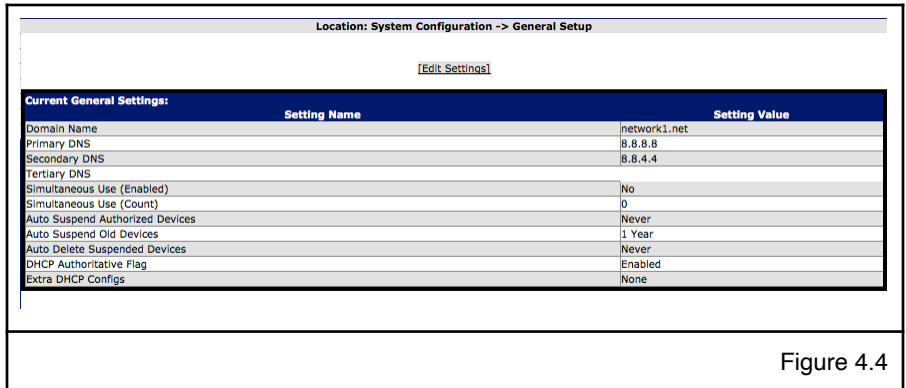 Location: System Configuration -> General Setup
[Edit Settings]
Current General Settings:
Setting Name Setting Value
Domain Name network1.net
Primary DNS 8.8.8.8
Secondary DNS 8.8.4.4
Tertiary DNS
Simultaneous Use (Enabled) No
Simultaneous Use (Count) 0
Auto Suspend Authorized Devices Never
Auto Suspend Old Devices 1 Year
Auto Delete Suspended Devices Never
DHCP Authoritative Flag Enabled
Extra DHCP Configs None
Figure 4.4